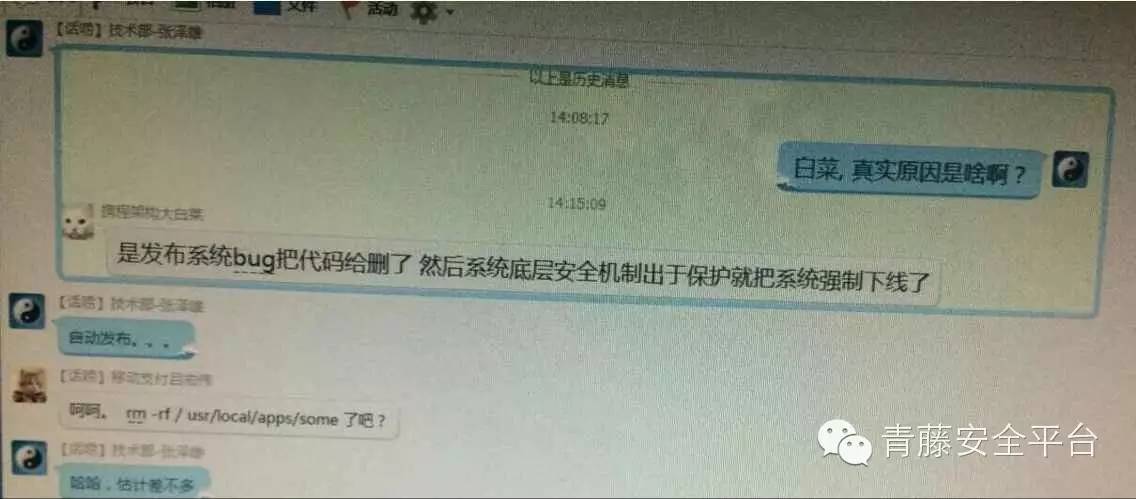 文件
活动
【话唠】技术部-张泽雄
以上是历史消息
14:08:17
白菜, 真实原因是啥啊？
14:15:09
携程架构大白菜
是发布系统bug把代码给删了 然后系统底层安全机制出于保护就把系统强制下线了
【话唠】技术部-张泽雄
自动发布。。。
【话唠】移动支付吕宏伟
呵呵。 rm -rf / usr/local/apps/some 了吧？
【话唠】技术部-张泽雄
哈哈，估计差不多
青藤安全平台